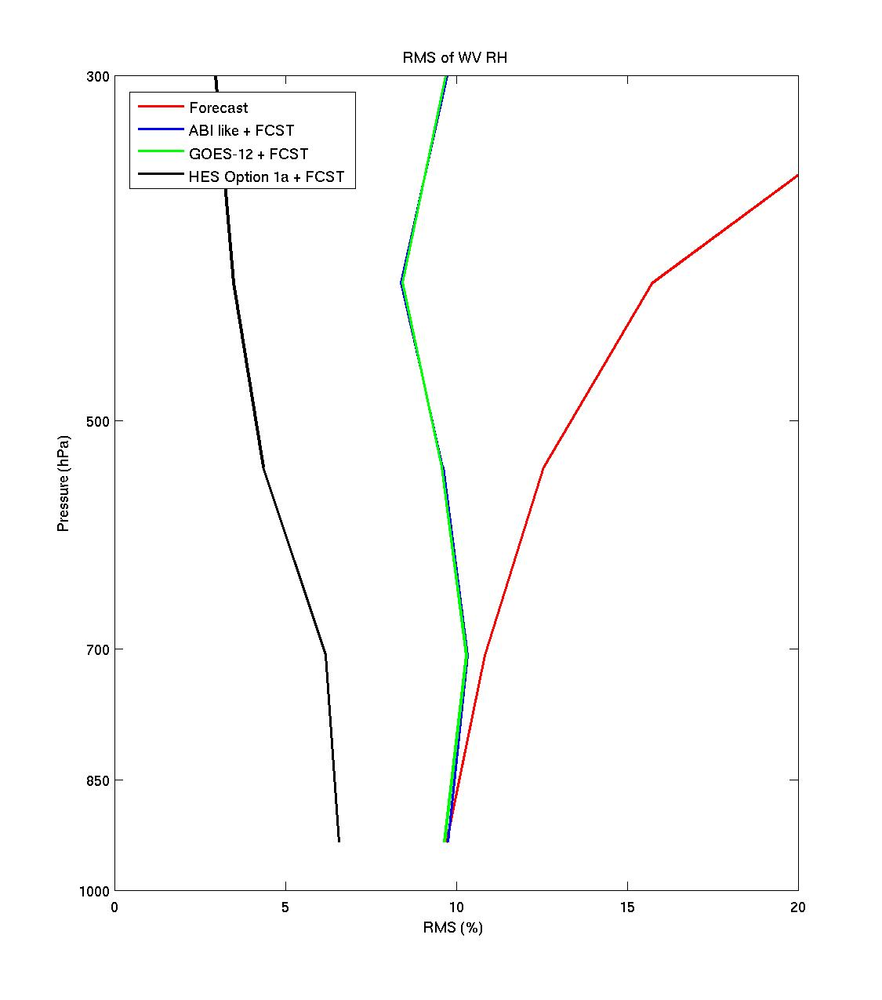 RMS of WV RH
300
Forecast
ABI like + FCST
GOES-12 + FCST
HES Option 1a + FCST
500
Pressure (hPa)
700
850
1000
0 5 10 15 20
RMS (%)